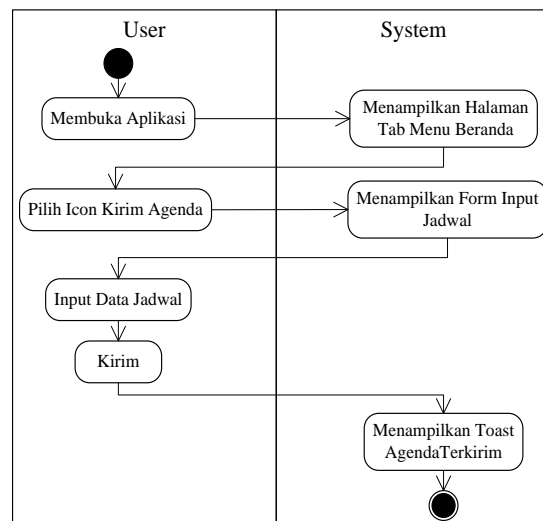 User
System
Membuka Aplikasi
Menampilkan Halaman
Tab Menu Beranda
Pilih Icon Kirim Agenda
Menampilkan Form Input
Jadwal
Input Data Jadwal
Kirim
Menampilkan Toast
AgendaTerkirim